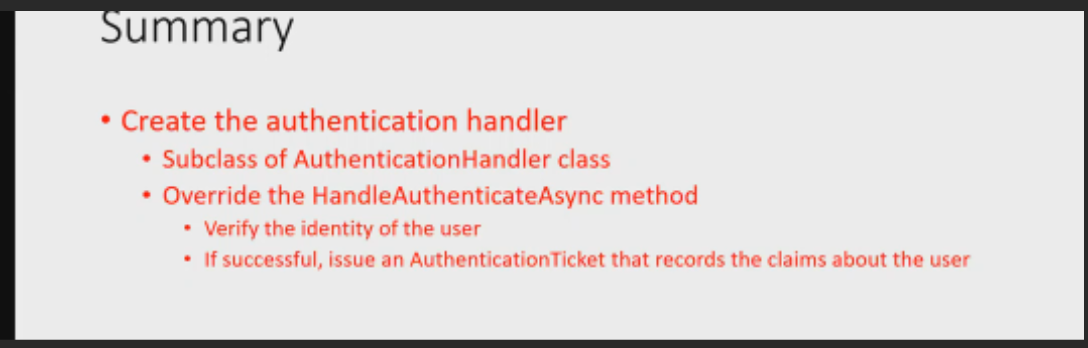 Summary
• Create the authentication handler
• Subclass of AuthenticationHandler class
• Override the HandleAuthenticateAsync method
• Verify the identity of the user
• If successful, issue an AuthenticationTicket that records the claims about the user